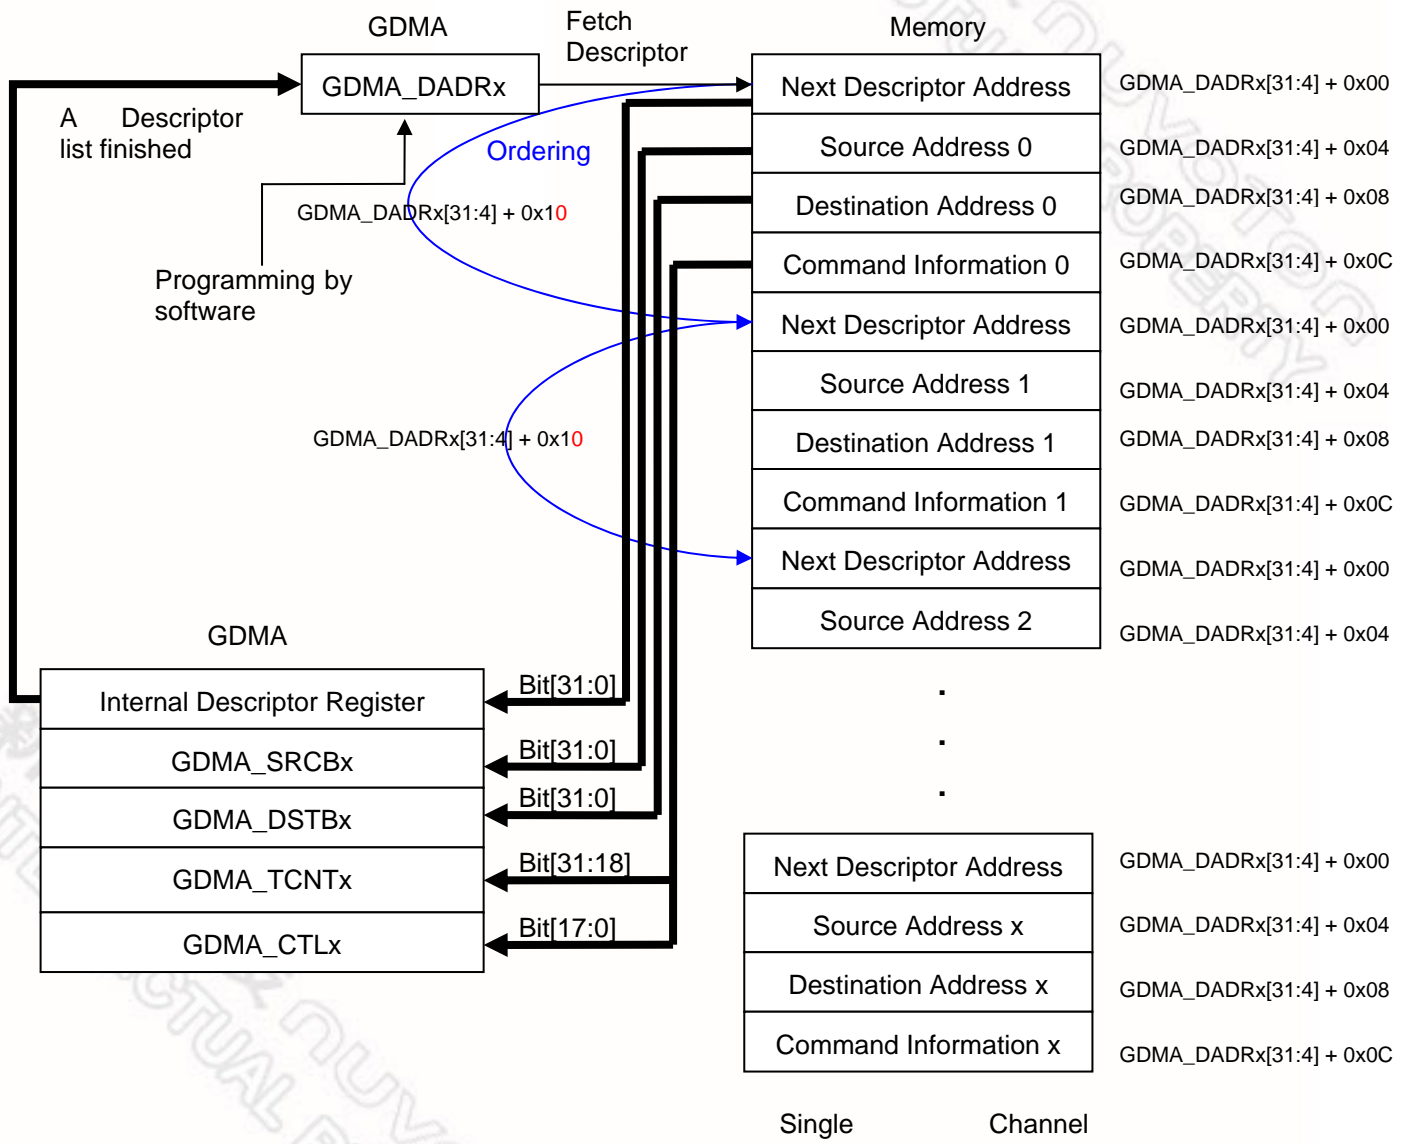 GDMA
Fetch
Descriptor
Memory
GDMA_DADRx
A Descriptor
list finished
Ordering
GDMA_DADRx[31:4] + 0x10
Programming by
software
GDMA_DADRx[31:4] + 0x10
Next Descriptor Address
GDMA_DADRx[31:4] + 0x00
Source Address 0
GDMA_DADRx[31:4] + 0x04
Destination Address 0
GDMA_DADRx[31:4] + 0x08
Command Information 0
GDMA_DADRx[31:4] + 0x0C
Next Descriptor Address
GDMA_DADRx[31:4] + 0x00
Source Address 1
GDMA_DADRx[31:4] + 0x04
Destination Address 1
GDMA_DADRx[31:4] + 0x08
Command Information 1
GDMA_DADRx[31:4] + 0x0C
Next Descriptor Address
GDMA_DADRx[31:4] + 0x00
Source Address 2
GDMA_DADRx[31:4] + 0x04
.
.
.
GDMA
Internal Descriptor Register
Bit[31:0]
GDMA_SRCBx
Bit[31:0]
GDMA_DSTBx
Bit[31:0]
GDMA_TCNTx
Bit[31:18]
GDMA_CTLx
Bit[17:0]
Next Descriptor Address
GDMA_DADRx[31:4] + 0x00
Source Address x
GDMA_DADRx[31:4] + 0x04
Destination Address x
GDMA_DADRx[31:4] + 0x08
Command Information x
GDMA_DADRx[31:4] + 0x0C
Single Channel